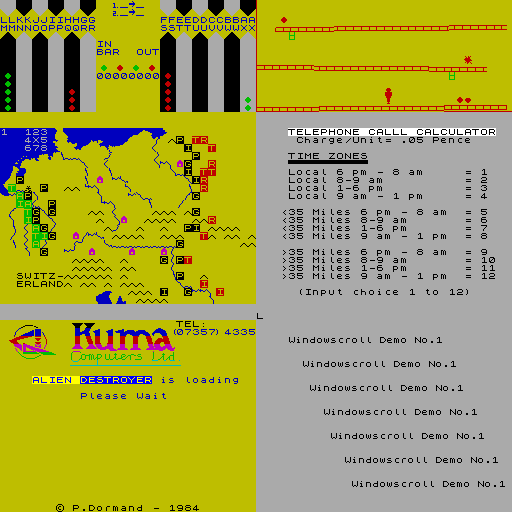 1.
2.
LLKKJJIIHHGG
FFEEDDCCBBAA
MMNNOOPPQQRR
SSTTUUVVWWXX
IN
BAR
OUT
00000000
1
123
4X5
678
SWITZ-
ERLAND
TELEPHONE CALLL CALCULATOR
Charge/Unit= .05 Pence
TIME ZONES
Local 6 pm - 8 am = 1
Local 8-9 am = 2
Local 1-6 pm = 3
Local 9 am - 1 pm = 4
<35 Miles 6 pm - 8 am = 5
<35 Miles 8-9 am = 6
<35 Miles 1-6 pm = 7
<35 Miles 9 am - 1 pm = 8
>35 Miles 6 pm - 8 am = 9
>35 Miles 8-9 am = 10
>35 Miles 1-6 pm = 11
>35 Miles 9 am - 1 pm = 12
(Input choice 1 to 12)
Kuma
Computers Ltd
TEL:
(07357) 4335
ALIEN DESTROYER is loading
Please Wait
© P.Dormand - 1984
L
Windowscroll Demo No.1
Windowscroll Demo No.1
Windowscroll Demo No.1
Windowscroll Demo No.1
Windowscroll Demo No.1
Windowscroll Demo No.1
Windowscroll Demo No.1